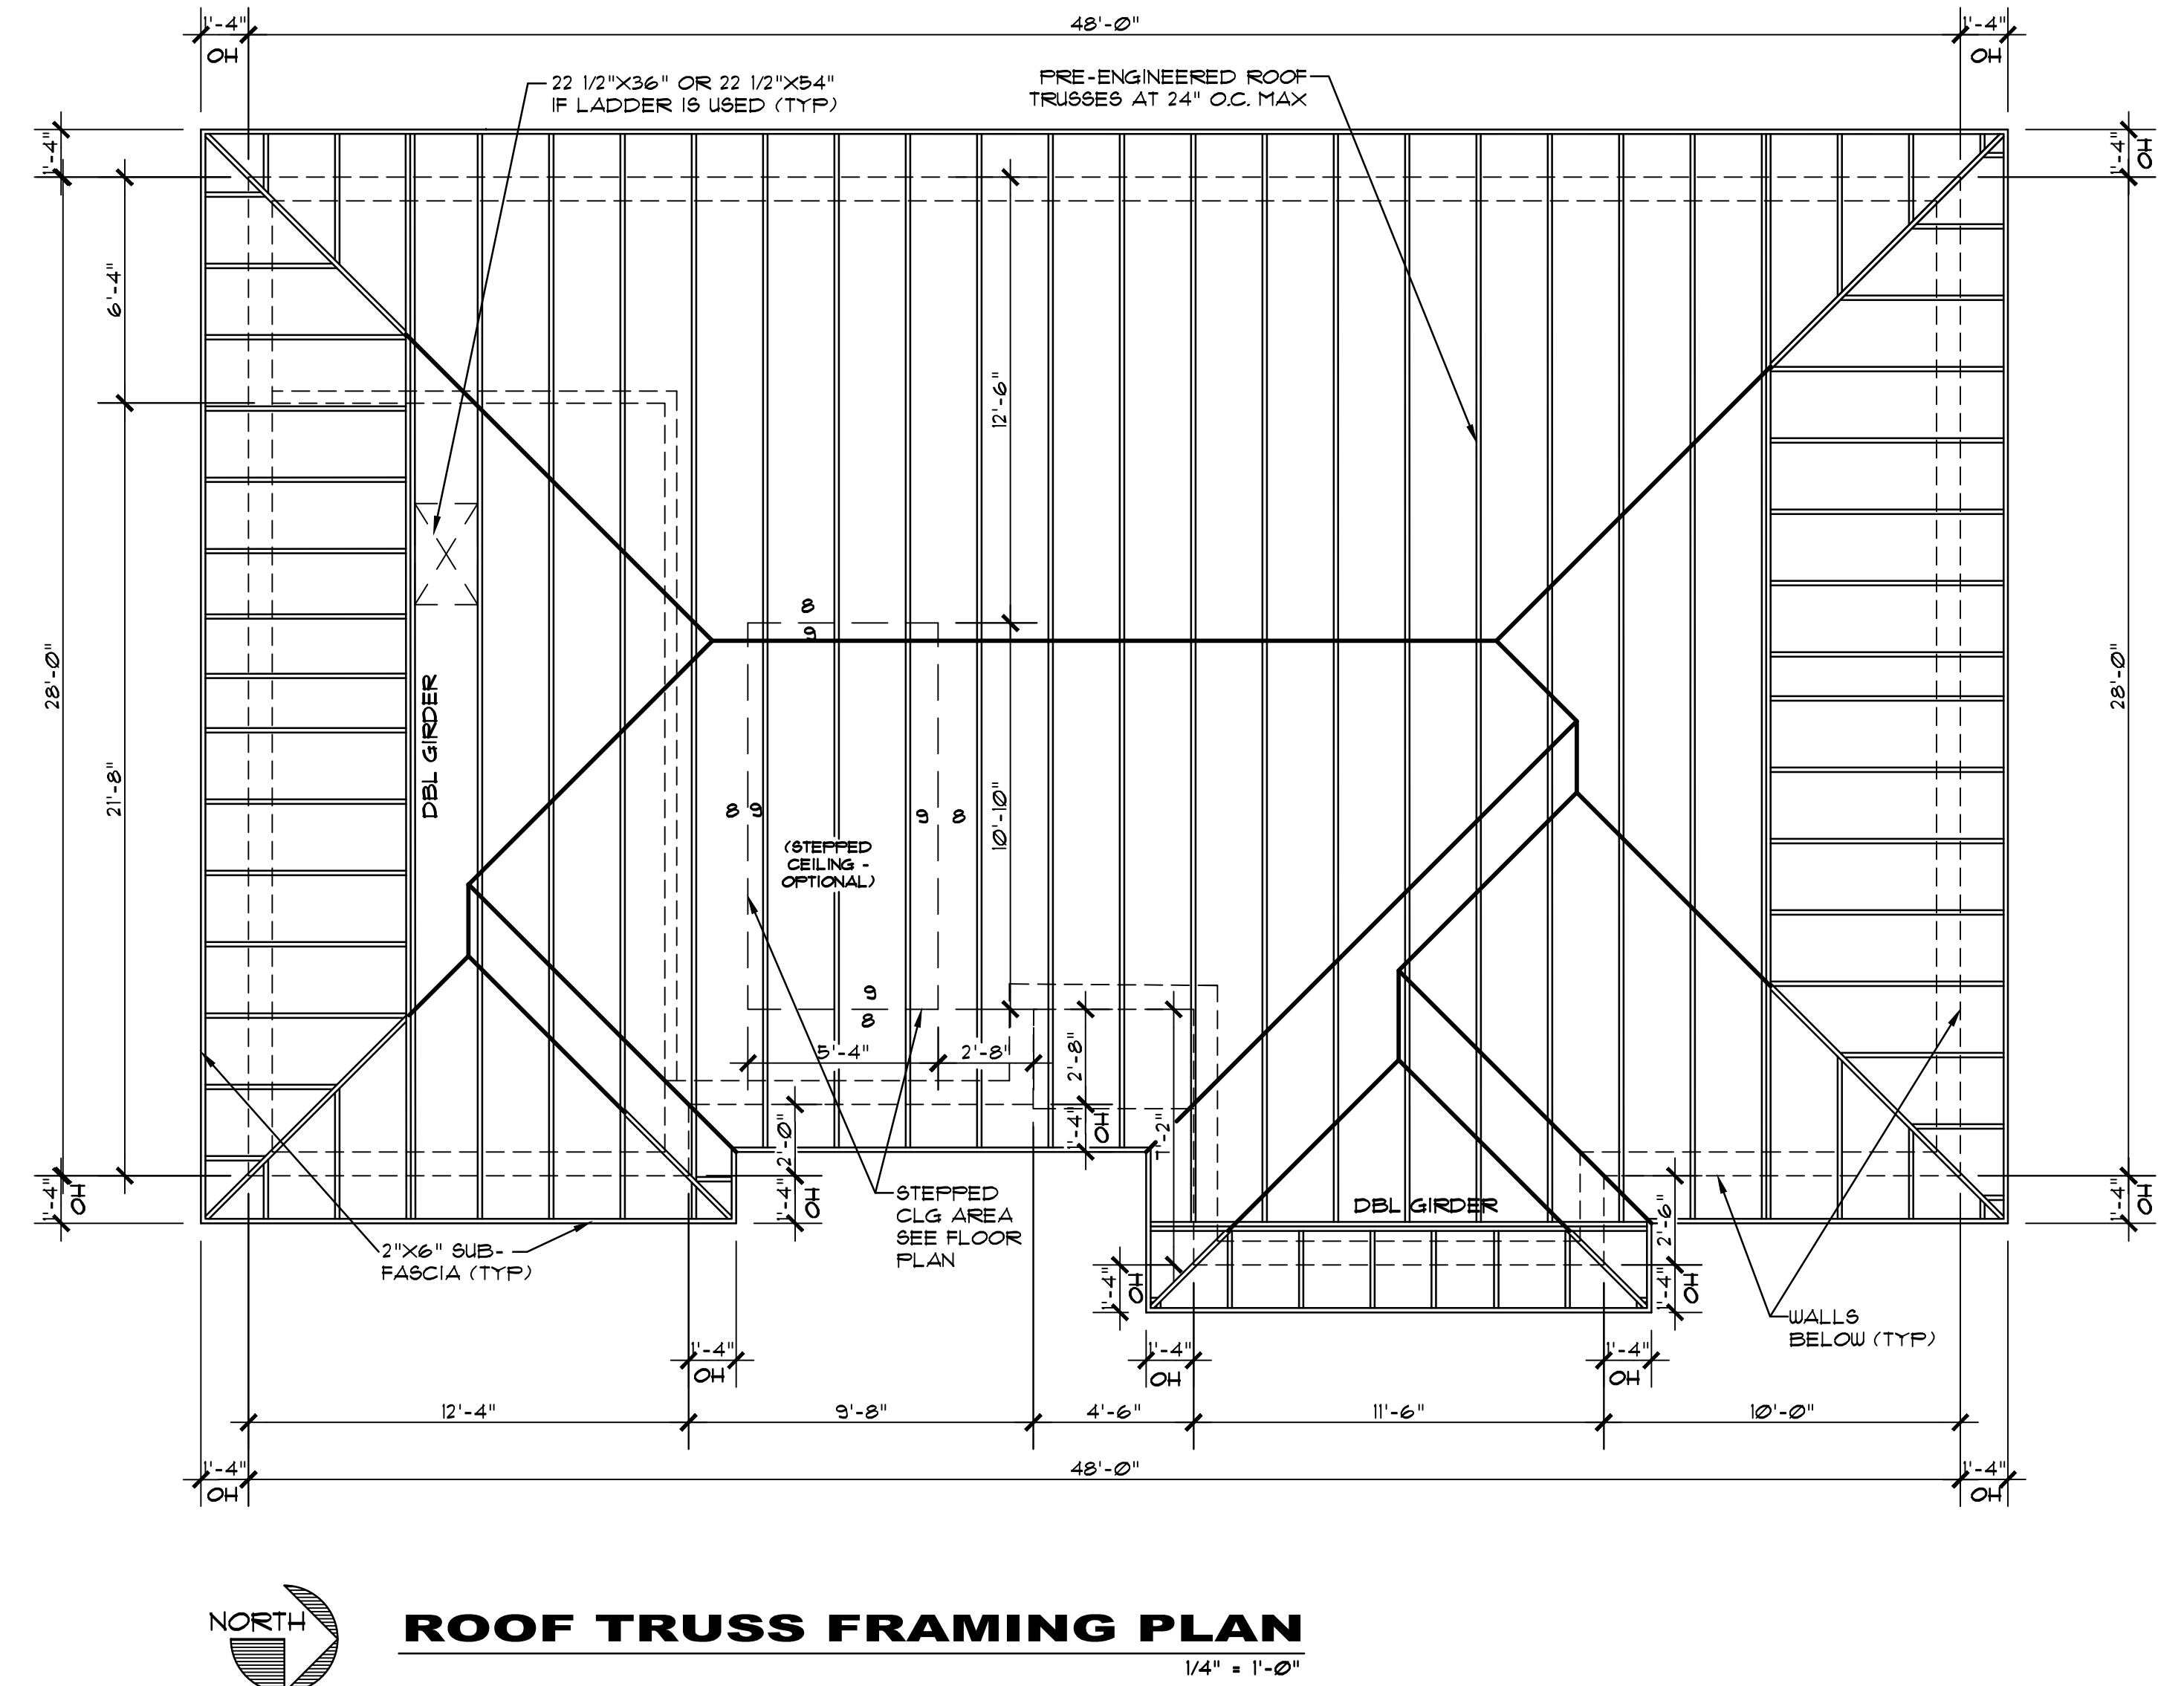 1'-4"
48'-0"
1'-4"
OH
OH
22 1/2"X36" OR 22 1/2"X54"
IF LADDER IS USED (TYP)
PRE-ENGINEERED ROOF
TRUSSES AT 24" O.C. MAX
1'-4"
1'-4"
OH
6'-4"
12'-6"
28'-0"
21'-8"
28'-0"
DBL GIRDER
8
9
8
9
9
8
10'-10"
(STEPPED
CEILING -
OPTIONAL)
9
8
5'-4"
2'-8"
2'-8"
1'-4"
OH
2'-0"
1'-4"
OH
1'-4"
OH
STEPPED
CLG AREA
SEE FLOOR
PLAN
DBL GIRDER
2'-6"
1'-4"
OH
1'-4"
OH
1'-4"
OH
2"X6" SUB-
FASCIA (TYP)
WALLS
BELOW (TYP)
1'-4"
OH
1'-4"
OH
1'-4"
OH
12'-4"
9'-8"
4'-6"
11'-6"
10'-0"
1'-4"
48'-0"
1'-4"
OH
OH
NORTH
ROOF TRUSS FRAMING PLAN
1/4" = 1'-0"